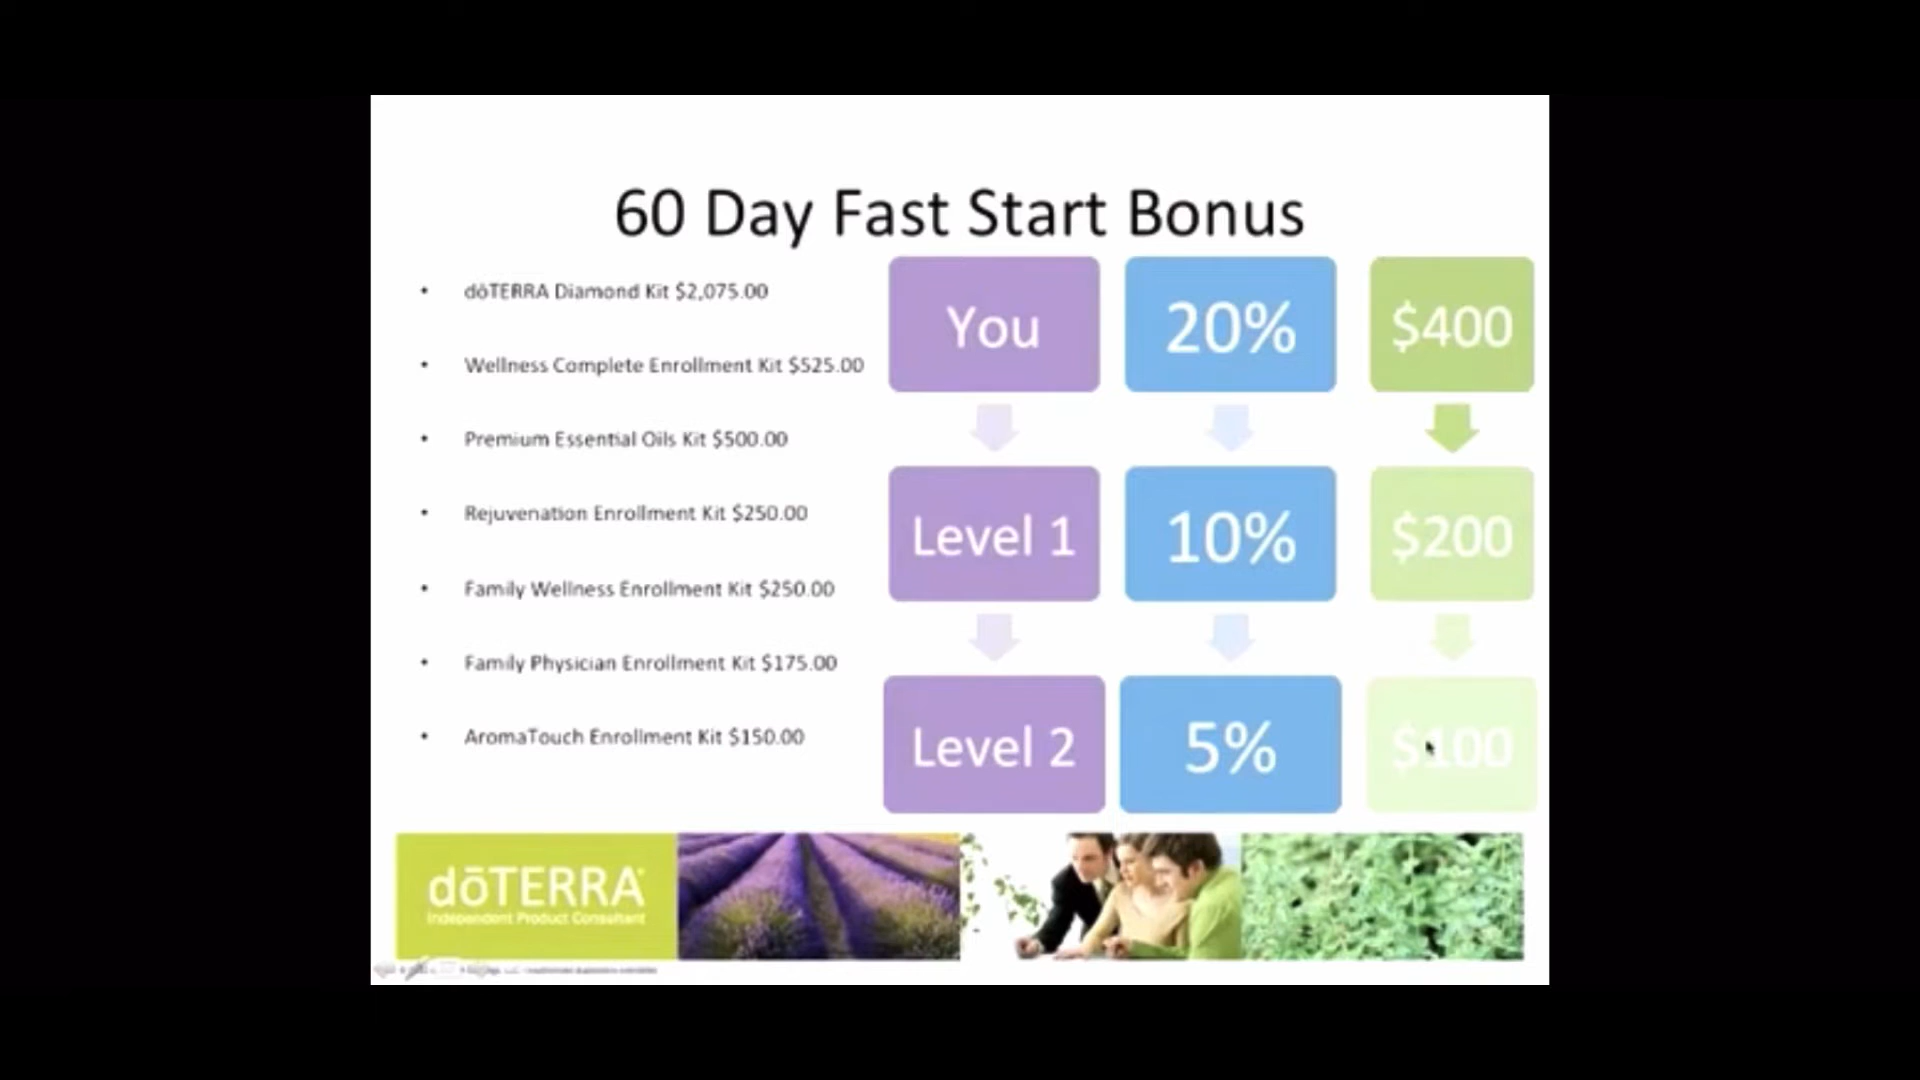 60 Day Fast Start Bonus
• dōTERRA Diamond Kit $2,075.00
• Wellness Complete Enrollment Kit $525.00
• Premium Essential Oils Kit $500.00
• Rejuvenation Enrollment Kit $250.00
• Family Wellness Enrollment Kit $250.00
• Family Physician Enrollment Kit $175.00
• AromaTouch Enrollment Kit $150.00
You 20% $400
Level 1 10% $200
Level 2 5% $100
dōTERRA
Independent Product Consultant